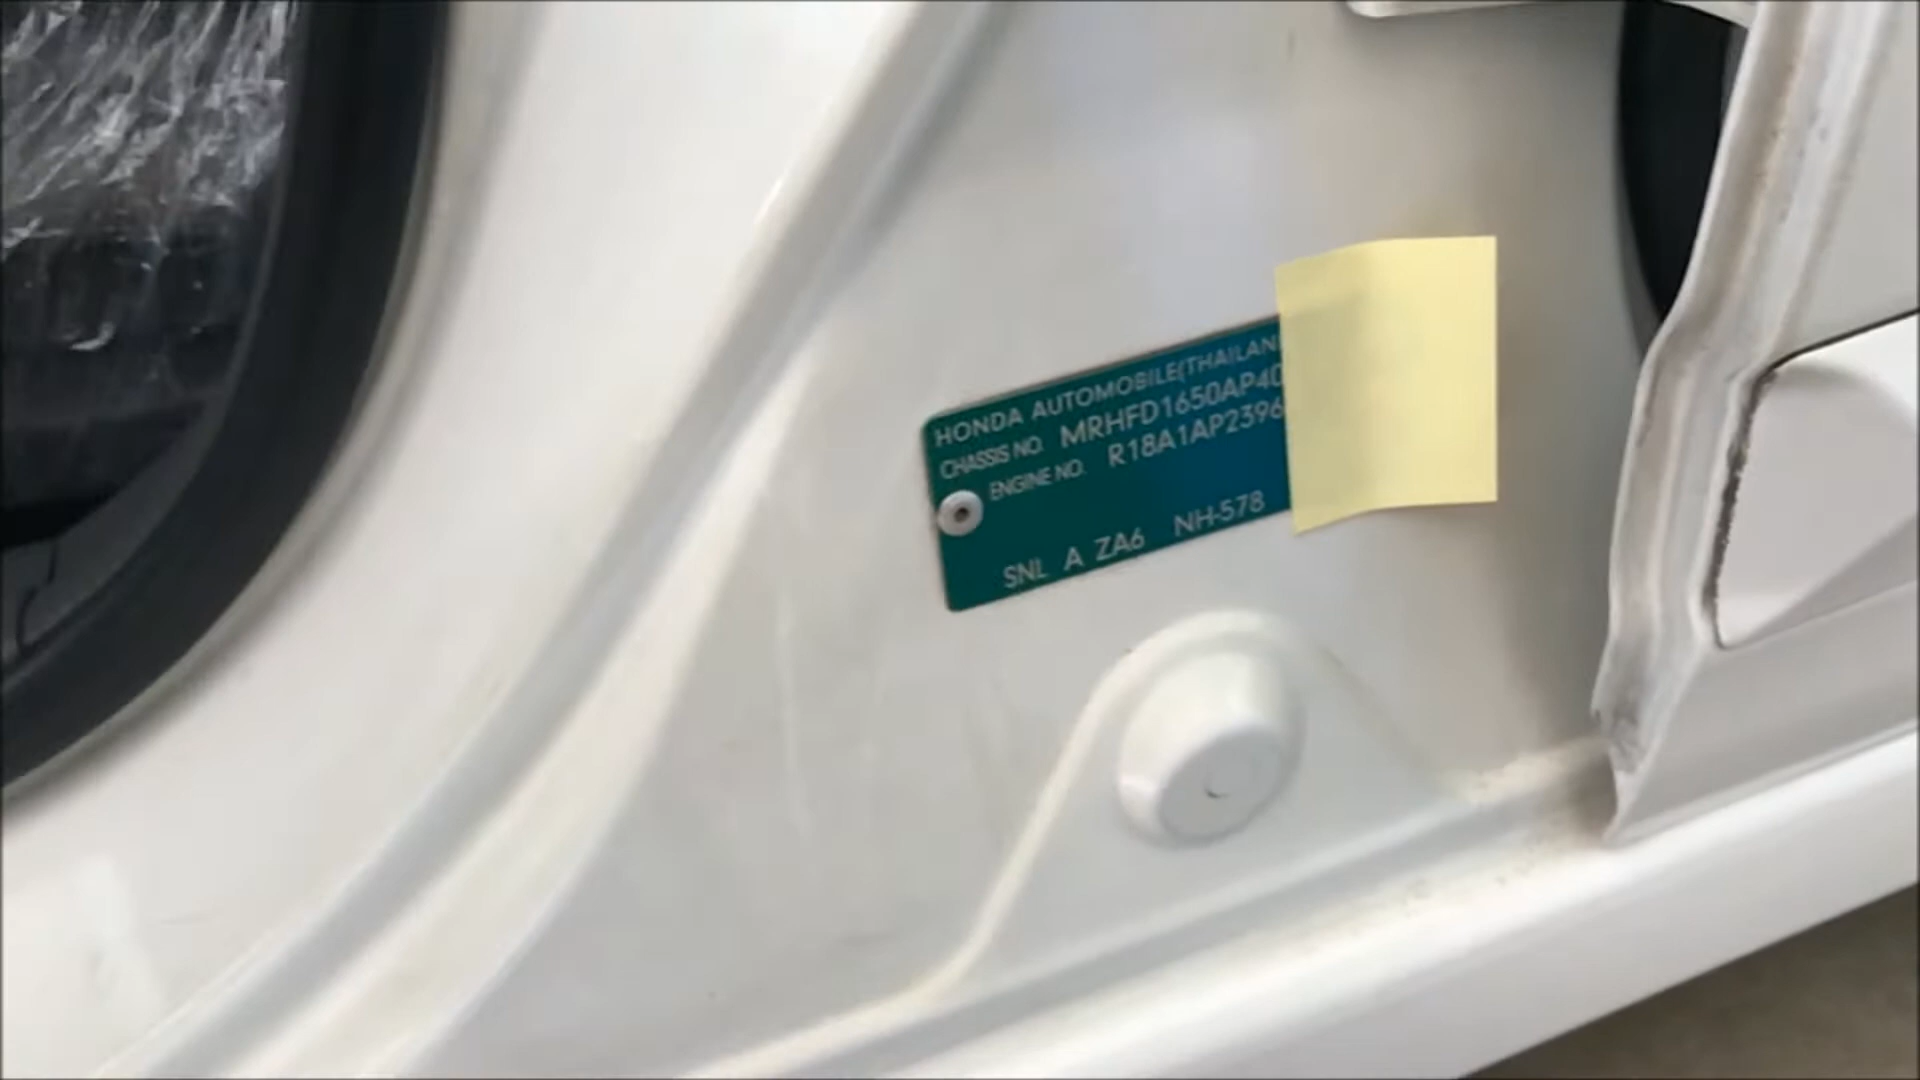 HONDA AUTOMOBILE(THAILAN
CHASSIS NO. MRHFD1650AP40
ENGINE NO. R18A1AP2396
SNL A ZA6 NH-578